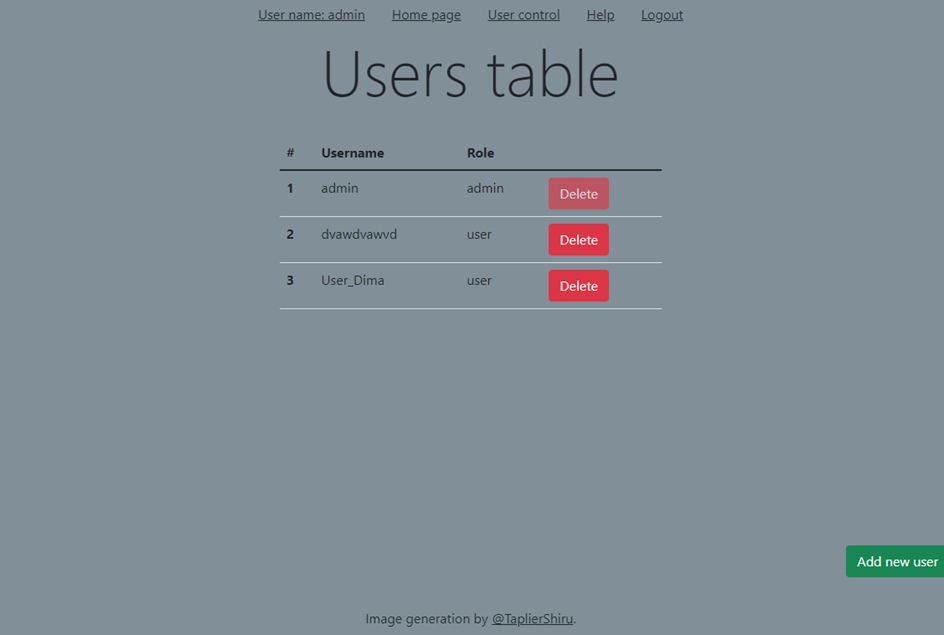 User name: admin Home page User control Help Logout
Users table
# Username Role
1 admin admin Delete
2 dvawdvawvd user Delete
3 User_Dima user Delete
Add new user
Image generation by @TaplierShiru.